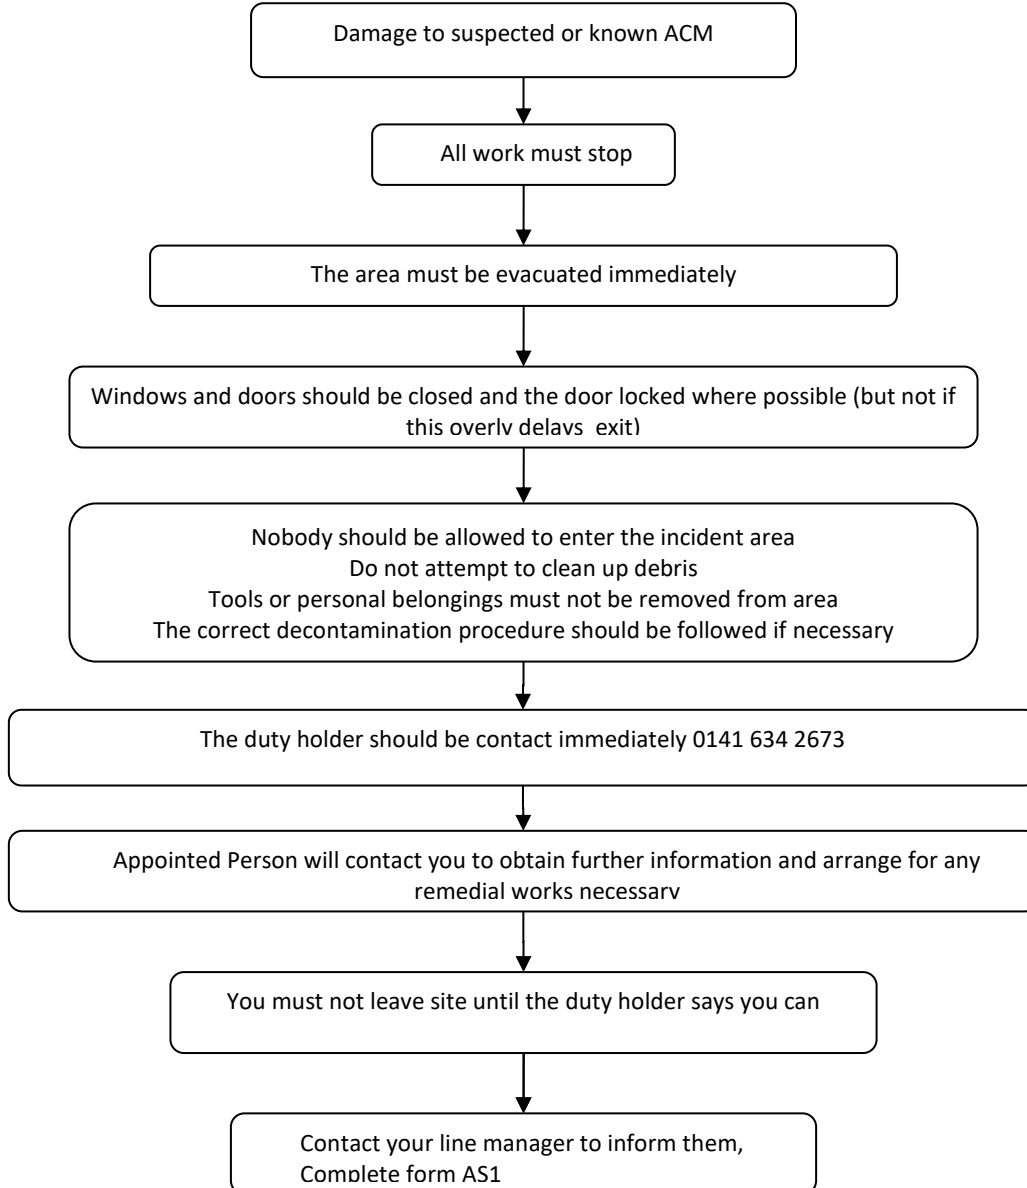 Damage to suspected or known ACM
All work must stop
The area must be evacuated immediately
Windows and doors should be closed and the door locked where possible (but not if
this overly delays exit)
Nobody should be allowed to enter the incident area
Do not attempt to clean up debris
Tools or personal belongings must not be removed from area
The correct decontamination procedure should be followed if necessary
The duty holder should be contact immediately 0141 634 2673
Appointed Person will contact you to obtain further information and arrange for any
remedial works necessary
You must not leave site until the duty holder says you can
Contact your line manager to inform them,
Complete form AS1